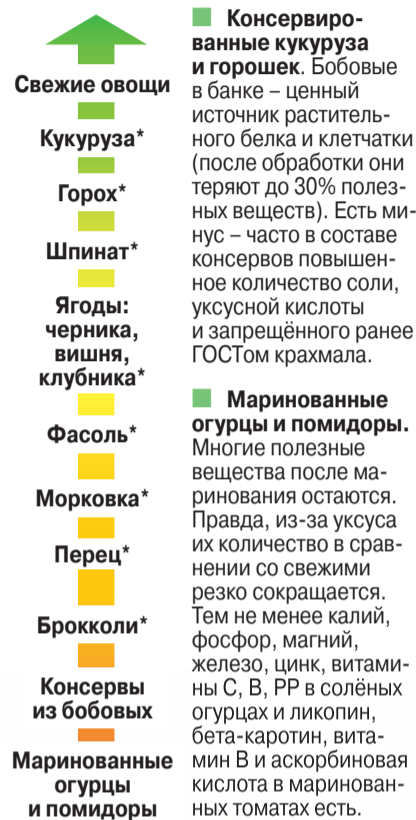 Свежие овощи
Кукуруза*
Горох*
Шпинат*
Ягоды:
черника,
вишня,
клубника*
Фасоль*
Морковка*
Перец*
Брокколи*
Консервы
из бобовых
Маринованные
огурцы
и помидоры
Консервиро-
ванные кукуруза
и горошек. Бобовые
в банке – ценный
источник раститель-
ного белка и клетчатки
(после обработки они
теряют до 30% полез-
ных веществ). Есть ми-
нус – часто в составе
консервов повышен-
ное количество соли,
уксусной кислоты
и запрещённого ранее
ГОСТом крахмала.
Маринованные
огурцы и помидоры.
Многие полезные
вещества после ма-
ринования остаются.
Правда, из-за уксуса
их количество в срав-
нении со свежими
резко сокращается.
Тем не менее калий,
фосфор, магний,
железо, цинк, витами-
ны С, В, РР в солёных
огурцах и ликопин,
бета-каротин, вита-
мин В и аскорбиновая
кислота в маринован-
ных томатах есть.